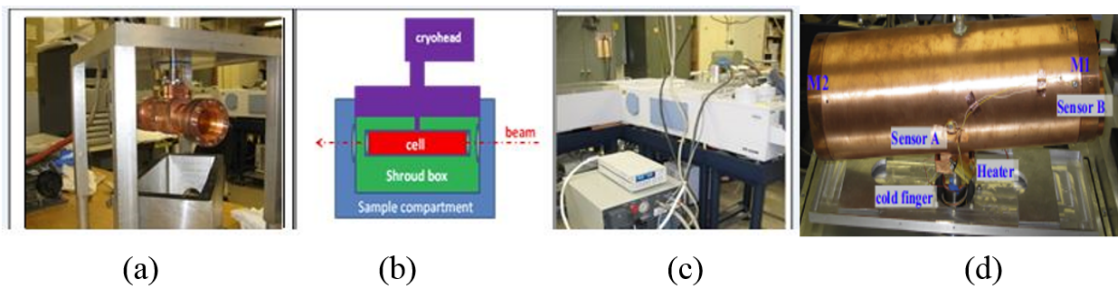 cryohead
beam
cell
Shroud box
Sample compartment
M2
M1
Sensor B
Sensor A
Heater
cold finger
(a) (b) (c) (d)